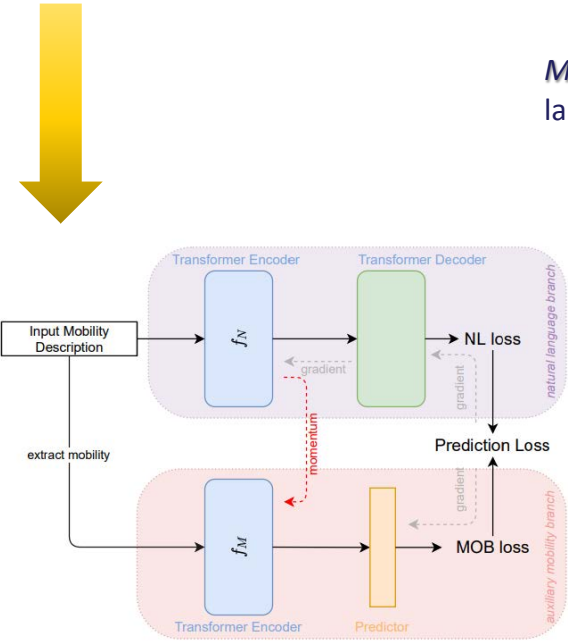 M
la
Transformer Encoder
Transformer Decoder
natural language branch
Input Mobility
Description
f_N
NL loss
gradient
gradient
momentum
extract mobility
Prediction Loss
gradient
f_M
MOB loss
auxiliary mobility branch
Transformer Encoder
Predictor